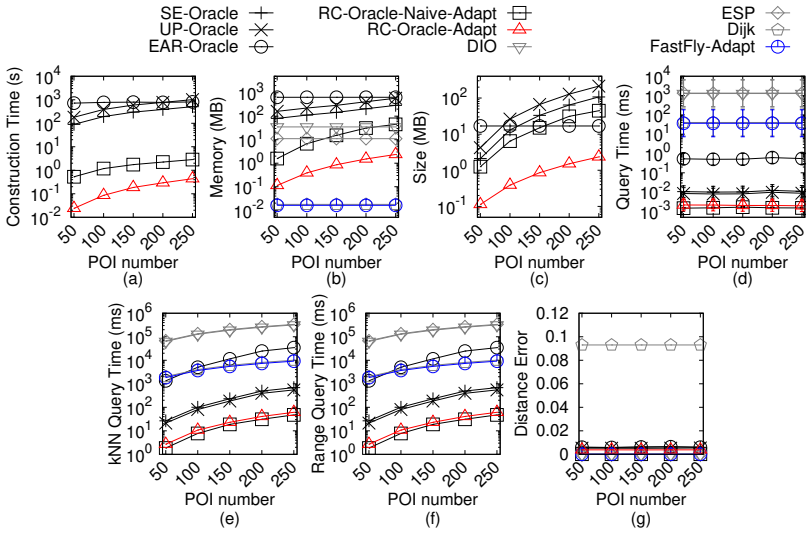 SE-Oracle
UP-Oracle
EAR-Oracle
RC-Oracle-Naive-Adapt
RC-Oracle-Adapt
DIO
ESP
Dijk
FastFly-Adapt
Construction Time (s)
10^4
10^3
10^2
10^1
10^0
10^-1
10^-2
50 100 150 200 250
POI number
(a)
Memory (MB)
10^4
10^3
10^2
10^1
10^0
10^-1
10^-2
50 100 150 200 250
POI number
(b)
Size (MB)
10^2
10^1
10^0
10^-1
50 100 150 200 250
POI number
(c)
Query Time (ms)
10^4
10^3
10^2
10^1
10^0
10^-1
10^-2
10^-3
50 100 150 200 250
POI number
(d)
kNN Query Time (ms)
10^6
10^5
10^4
10^3
10^2
10^1
10^0
50 100 150 200 250
POI number
(e)
Range Query Time (ms)
10^6
10^5
10^4
10^3
10^2
10^1
10^0
50 100 150 200 250
POI number
(f)
Distance Error
0.12
0.1
0.08
0.06
0.04
0.02
0
50 100 150 200 250
POI number
(g)